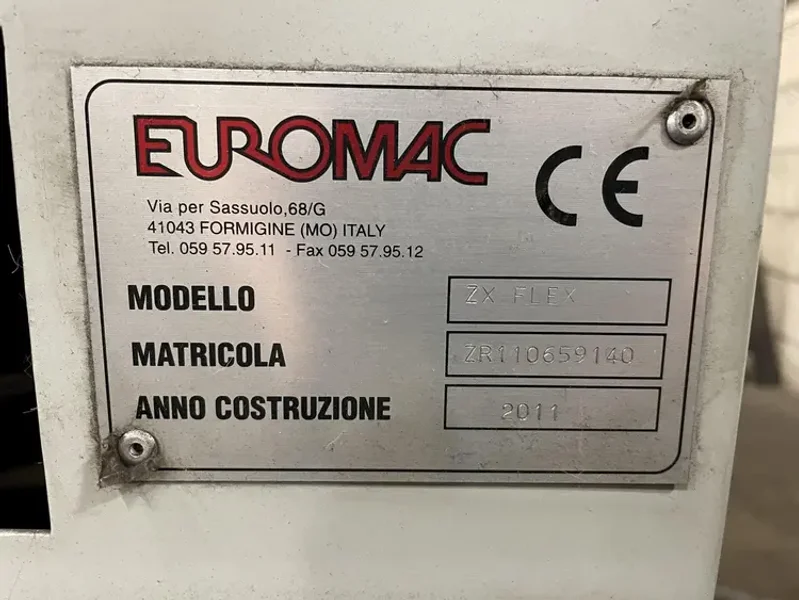 EUROMAC
CE
Via per Sassuolo,68/G
41043 FORMIGINE (MO) ITALY
Tel. 059 57.95.11 - Fax 059 57.95.12
MODELLO ZX FLEX
MATRICOLA ZR110659140
ANNO COSTRUZIONE 2011